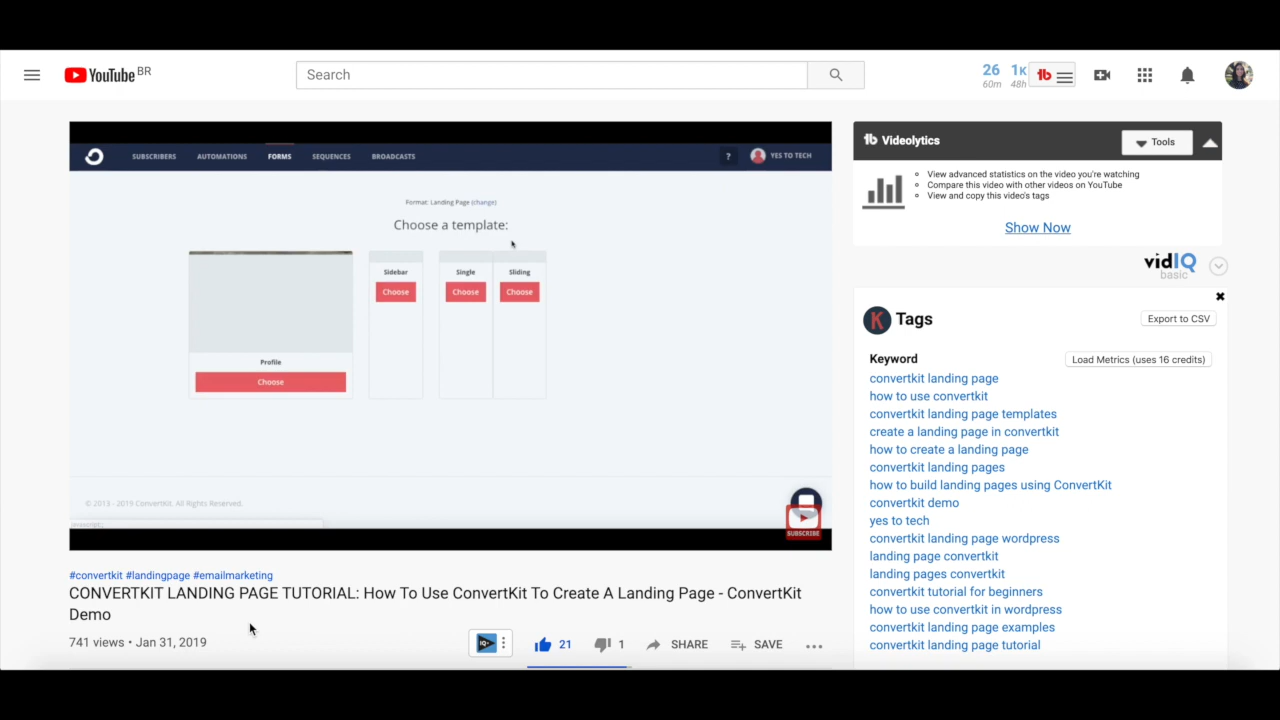 YouTube BR
Search
26 60m
1K 48h
SUBSCRIBERS AUTOMATIONS FORMS SEQUENCES BROADCASTS ? YES TO TECH
Format: Landing Page (change)
Choose a template:
Profile
Choose
Sidebar
Choose
Single
Choose
Sliding
Choose
© 2013 - 2019 ConvertKit. All Rights Reserved.
SUBSCRIBE
#convertkit #landingpage #emailmarketing
CONVERTKIT LANDING PAGE TUTORIAL: How To Use ConvertKit To Create A Landing Page - ConvertKit
Demo
741 views • Jan 31, 2019
IQ+
21
1
SHARE
SAVE
tb Videolytics
Tools
View advanced statistics on the video you're watching
Compare this video with other videos on YouTube
View and copy this video's tags
Show Now
vidIQ
basic
K Tags
Export to CSV
Keyword
Load Metrics (uses 16 credits)
convertkit landing page
how to use convertkit
convertkit landing page templates
create a landing page in convertkit
how to create a landing page
convertkit landing pages
how to build landing pages using ConvertKit
convertkit demo
yes to tech
convertkit landing page wordpress
landing page convertkit
landing pages convertkit
convertkit tutorial for beginners
how to use convertkit in wordpress
convertkit landing page examples
convertkit landing page tutorial